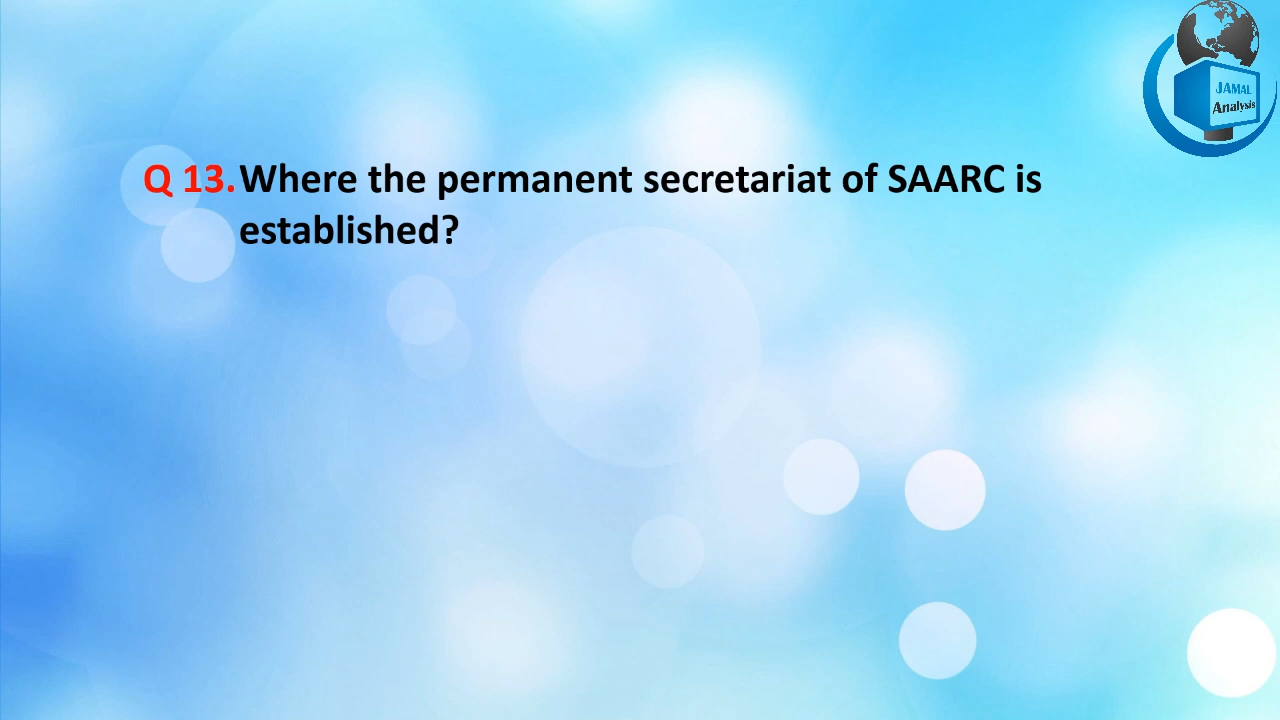 JAMAL
Analysis
Q 13. Where the permanent secretariat of SAARC is
established?